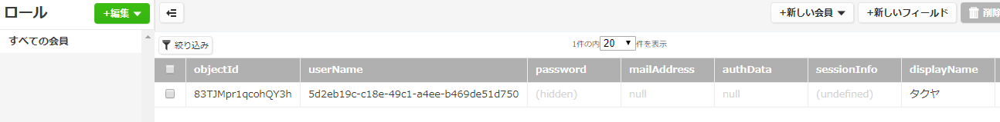 ロール
+編集
+新しい会員
+新しいフィールド
削除
すべての会員
絞り込み
1件の内 20 件を表示
objectId userName password mailAddress authData sessionInfo displayName
83TJMpr1qcohQY3h 5d2eb19c-c18e-49c1-a4ee-b469de51d750 (hidden) null null (undefined) タクヤ